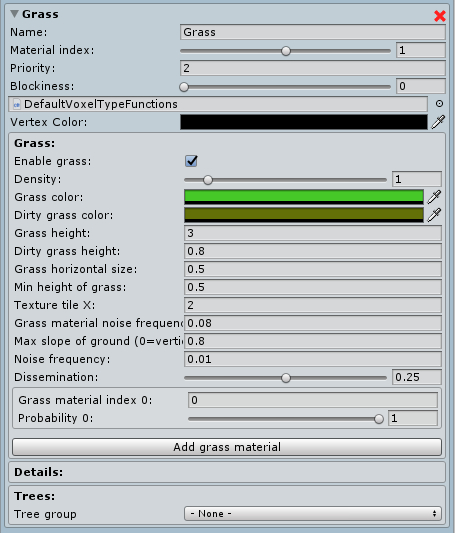 Grass
Name: Grass
Material index: 1
Priority: 2
Blockiness: 0
DefaultVoxelTypeFunctions
Vertex Color:
Grass:
Enable grass:
Density: 1
Grass color:
Dirty grass color:
Grass height: 3
Dirty grass height: 0.8
Grass horizontal size: 0.5
Min height of grass: 0.5
Texture tile X: 2
Grass material noise frequenc 0.08
Max slope of ground (0=verti 0.8
Noise frequency: 0.01
Dissemination: 0.25
Grass material index 0: 0
Probability 0: 1
Add grass material
Details:
Trees:
Tree group - None -